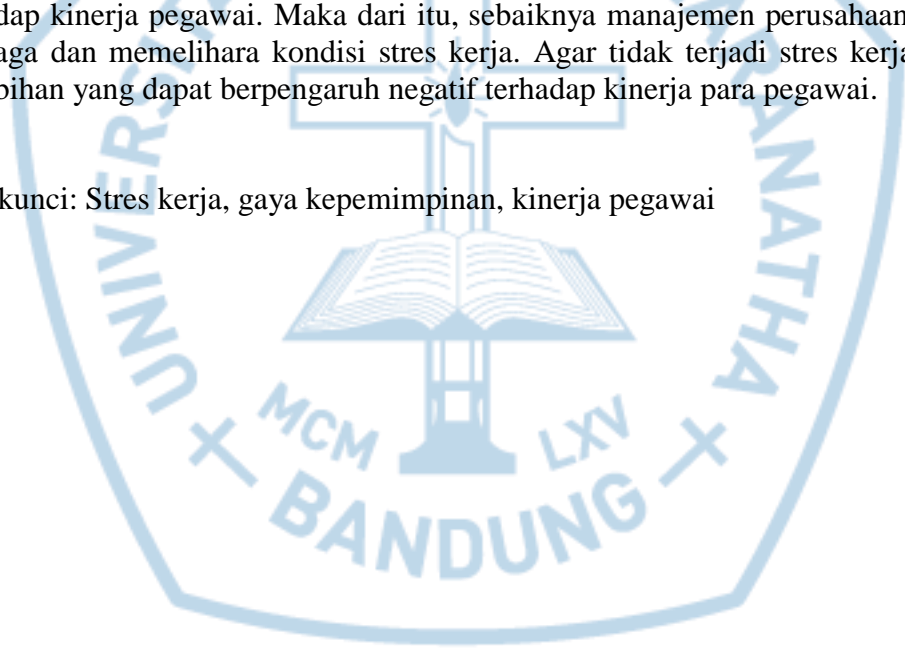 dap kinerja pegawai. Maka dari itu, sebaiknya manajemen perusahaan
aga dan memelihara kondisi stres kerja. Agar tidak terjadi stres kerja
bihan yang dapat berpengaruh negatif terhadap kinerja para pegawai.
kunci: Stres kerja, gaya kepemimpinan, kinerja pegawai
MCM LXV
BANDUNG